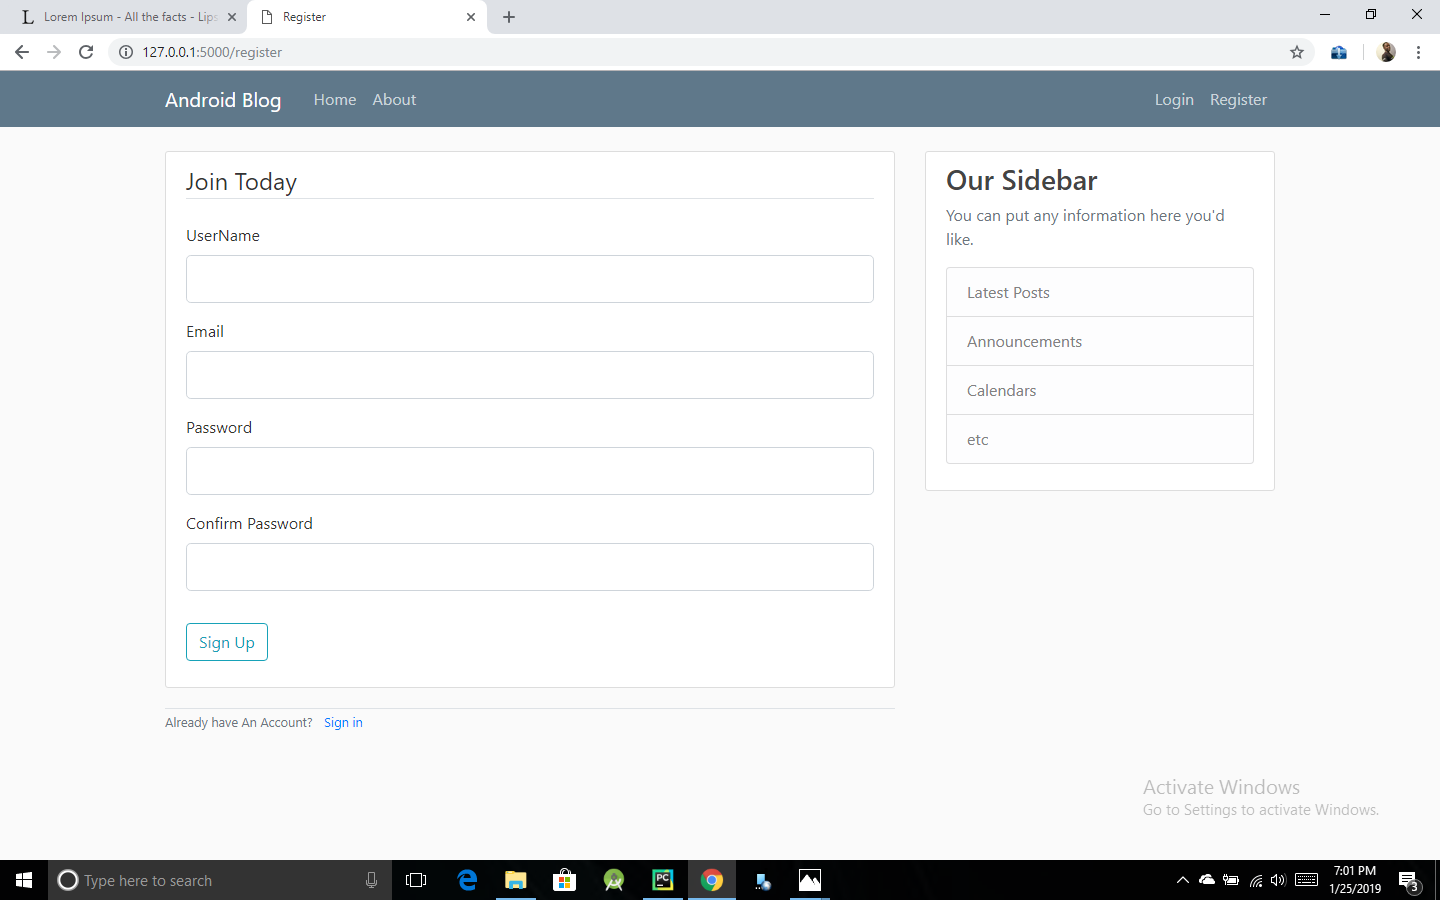 Lorem Ipsum - All the facts - Lips
Register
127.0.0.1:5000/register
Android Blog Home About Login Register
Join Today
UserName
Email
Password
Confirm Password
Sign Up
Already have An Account? Sign in
Our Sidebar
You can put any information here you'd
like.
Latest Posts
Announcements
Calendars
etc
Activate Windows
Go to Settings to activate Windows.
Type here to search
PC
7:01 PM
1/25/2019
3